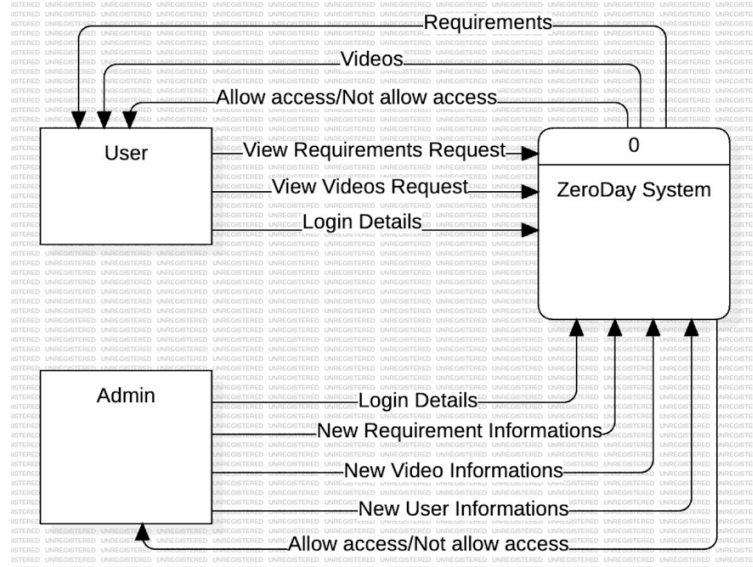 Requirements
Videos
Allow access/Not allow access
User
View Requirements Request
View Videos Request
Login Details
0
ZeroDay System
Admin
Login Details
New Requirement Informations
New Video Informations
New User Informations
Allow access/Not allow access